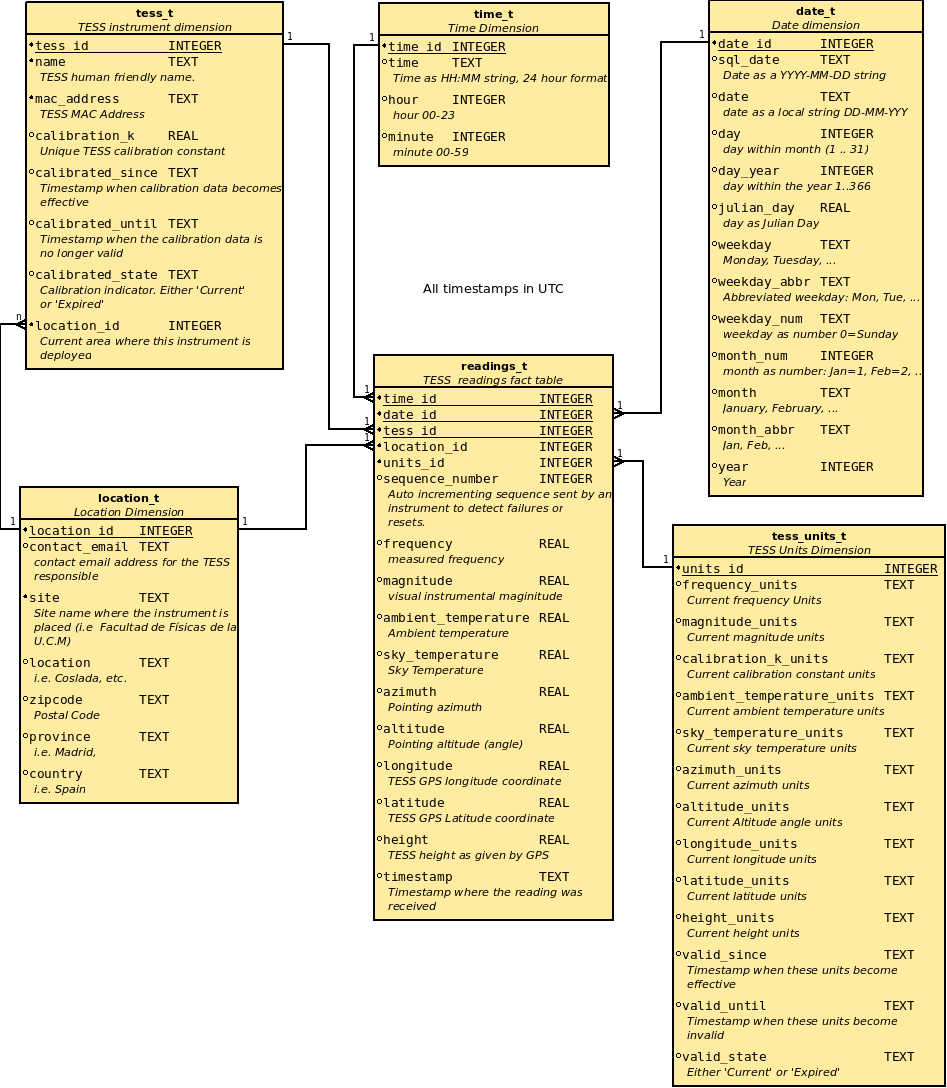 tess_t
TESS instrument dimension
tess_id INTEGER
name TEXT
TESS human friendly name.
mac_address TEXT
TESS MAC Address
calibration_k REAL
Unique TESS calibration constant
calibrated_since TEXT
Timestamp when calibration data becomes
effective
calibrated_until TEXT
Timestamp when the calibration data is
no longer valid
calibrated_state TEXT
Calibration indicator. Either 'Current'
or 'Expired'
location_id INTEGER
Current area where this instrument is
deployed
1
n
time_t
Time Dimension
time_id INTEGER
time TEXT
Time as HH:MM string, 24 hour format
hour INTEGER
hour 00-23
minute INTEGER
minute 00-59
1
date_t
Date dimension
date_id INTEGER
sql_date TEXT
Date as a YYYY-MM-DD string
date TEXT
date as a local string DD-MM-YYY
day INTEGER
day within month (1 .. 31)
day_year INTEGER
day within the year 1..366
julian_day REAL
day as Julian Day
weekday TEXT
Monday, Tuesday, ...
weekday_abbr TEXT
Abbreviated weekday: Mon, Tue, ...
weekday_num TEXT
weekday as number 0=Sunday
month_num INTEGER
month as number: Jan=1, Feb=2, ..
month TEXT
January, February, ...
month_abbr TEXT
Jan, Feb, ...
year INTEGER
Year
1
All timestamps in UTC
readings_t
TESS readings fact table
time_id INTEGER
date_id INTEGER
tess_id INTEGER
location_id INTEGER
units_id INTEGER
sequence_number INTEGER
Auto incrementing sequence sent by an
instrument to detect failures or
resets.
frequency REAL
measured frequency
magnitude REAL
visual instrumental maginitude
ambient_temperature REAL
Ambient temperature
sky_temperature REAL
Sky Temperature
azimuth REAL
Pointing azimuth
altitude REAL
Pointing altitude (angle)
longitude REAL
TESS GPS longitude coordinate
latitude REAL
TESS GPS Latitude coordinate
height REAL
TESS height as given by GPS
timestamp TEXT
Timestamp where the reading was
received
1
1
1
1
1
location_t
Location Dimension
location_id INTEGER
contact_email TEXT
contact email address for the TESS
responsible
site TEXT
Site name where the instrument is
placed (i.e Facultad de Físicas de la
U.C.M)
location TEXT
i.e. Coslada, etc.
zipcode TEXT
Postal Code
province TEXT
i.e. Madrid,
country TEXT
i.e. Spain
1
1
tess_units_t
TESS Units Dimension
units_id INTEGER
frequency_units TEXT
Current frequency Units
magnitude_units TEXT
Current magnitude units
calibration_k_units TEXT
Current calibration constant units
ambient_temperature_units TEXT
Current ambient temperature units
sky_temperature_units TEXT
Current sky temperature units
azimuth_units TEXT
Current azimuth units
altitude_units TEXT
Current Altitude angle units
longitude_units TEXT
Current longitude units
latitude_units TEXT
Current latitude units
height_units TEXT
Current height units
valid_since TEXT
Timestamp when these units become
effective
valid_until TEXT
Timestamp when these units become
invalid
valid_state TEXT
Either 'Current' or 'Expired'
1